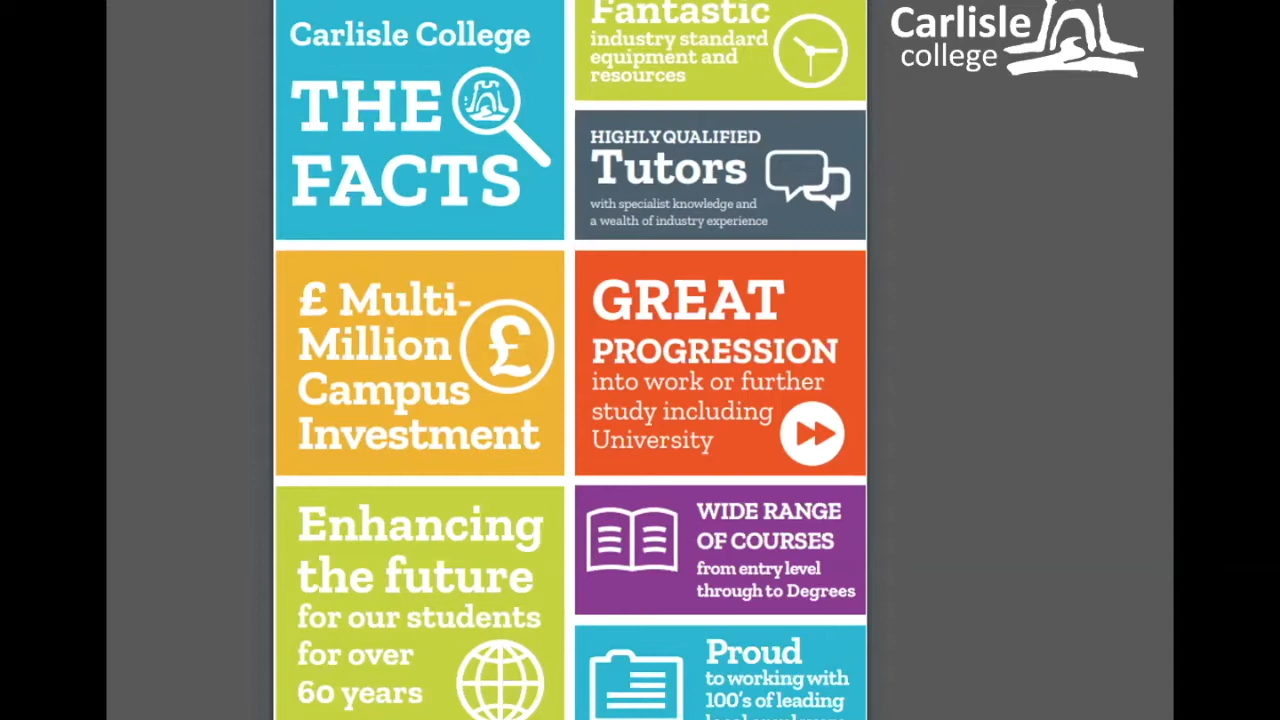 Carlisle College
THE
FACTS
£ Multi-
Million
Campus
Investment
£
Enhancing
the future
for our students
for over
60 years
Fantastic
industry standard
equipment and
resources
HIGHLY QUALIFIED
Tutors
with specialist knowledge and
a wealth of industry experience
GREAT
PROGRESSION
into work or further
study including
University
WIDE RANGE
OF COURSES
from entry level
through to Degrees
Proud
to working with
100's of leading
Carlisle
college